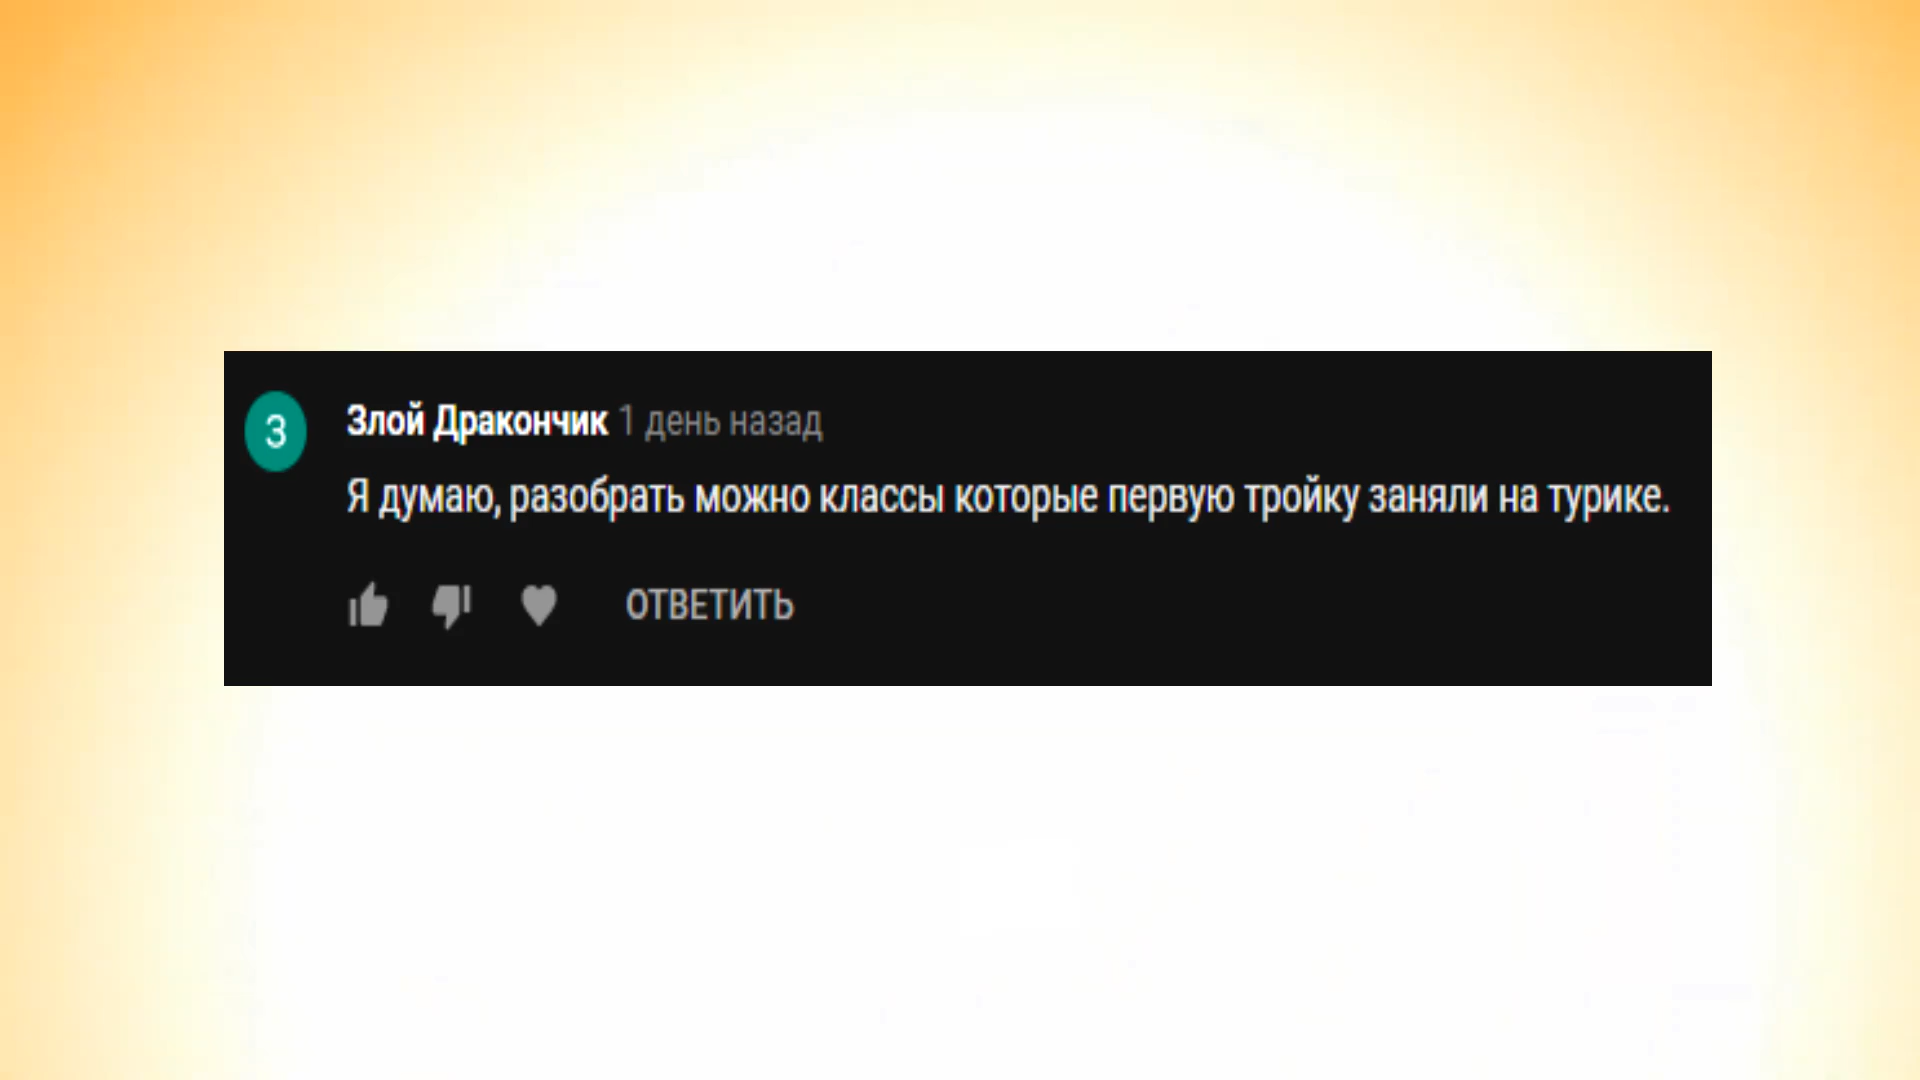 З
Злой Дракончик 1 день назад
Я думаю, разобрать можно классы которые первую тройку заняли на турике.
ОТВЕТИТЬ